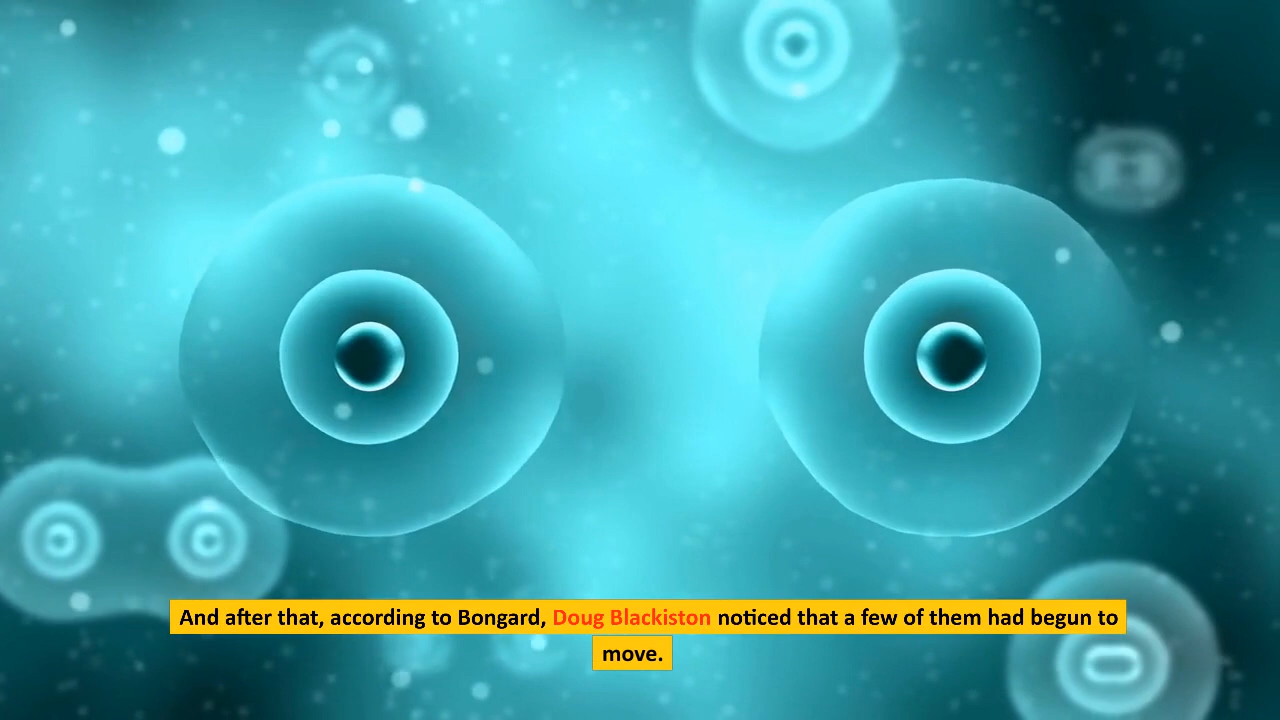 And after that, according to Bongard, Doug Blackiston noticed that a few of them had begun to
move.